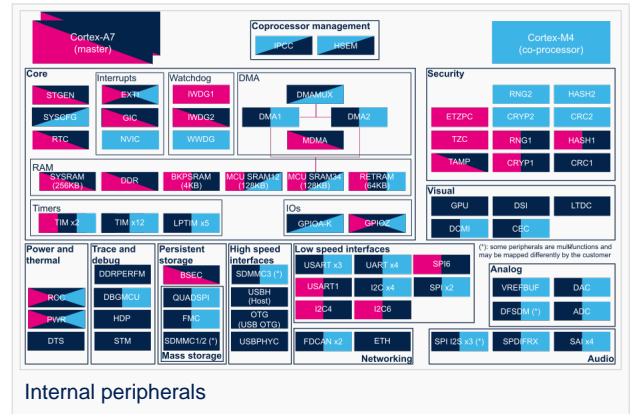 Cortex-A7
(master)
Coprocessor management
IPCC
HSEM
Cortex-M4
(co-processor)
Core
STGEN
SYSCFG
RTC
Interrupts
EXTI
GIC
NVIC
Watchdog
IWDG1
IWDG2
WWDG
DMA
DMAMUX
DMA1
DMA2
MDMA
Security
RNG2
HASH2
ETZPC
CRYP2
CRC2
TZC
RNG1
HASH1
TAMP
CRYP1
CRC1
RAM
SYSRAM
(256KB)
DDR
BKPSRAM
(4KB)
MCU SRAM12
(128KB)
MCU SRAM34
(128KB)
RETRAM
(64KB)
Timers
TIM x2
TIM x12
LPTIM x5
IOs
GPIOA-K
GPIOZ
Visual
GPU
DSI
LTDC
DCMI
CEC
(*): some peripherals are multifunctions and
may be mapped differently by the customer
Power and
thermal
RCC
PWR
DTS
Trace and
debug
DDRPERFM
DBGMCU
HDP
STM
Persistent
storage
BSEC
QUADSPI
FMC
SDMMC1/2 (*)
Mass storage
High speed
interfaces
SDMMC3 (*)
USBH
(Host)
OTG
(USB OTG)
USBPHYC
Low speed interfaces
USART x3
UART x4
SPI6
USART1
I2C x4
SPI x2
I2C4
I2C6
FDCAN x2
ETH
Networking
Analog
VREFBUF
DAC
DFSDM (*)
ADC
SPI I2S x3 (*)
SPDIFRX
SAI x4
Audio
Internal peripherals